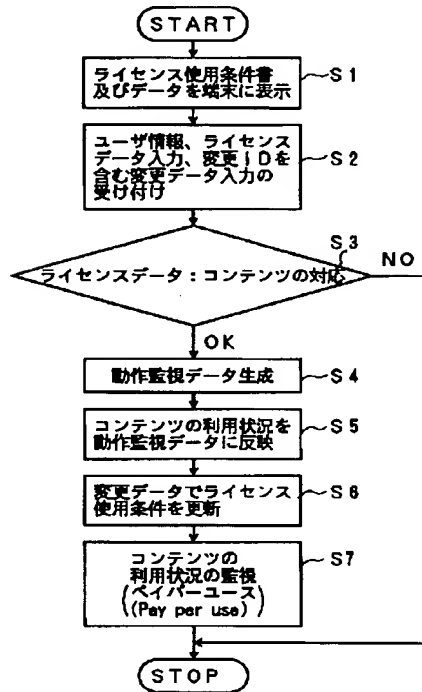 START
ライセンス使用条件書
及びデータを端末に表示
S1
ユーザ情報、ライセンス
データ入力、変更IDを
含む変更データ入力の
受け付け
S2
S3
ライセンスデータ：コンテンツの対応
NO
OK
動作監視データ生成
S4
コンテンツの利用状況を
動作監視データに反映
S5
変更データでライセンス
使用条件を更新
S6
コンテンツの
利用状況の監視
(ペイパーユース)
(Pay per use)
S7
STOP